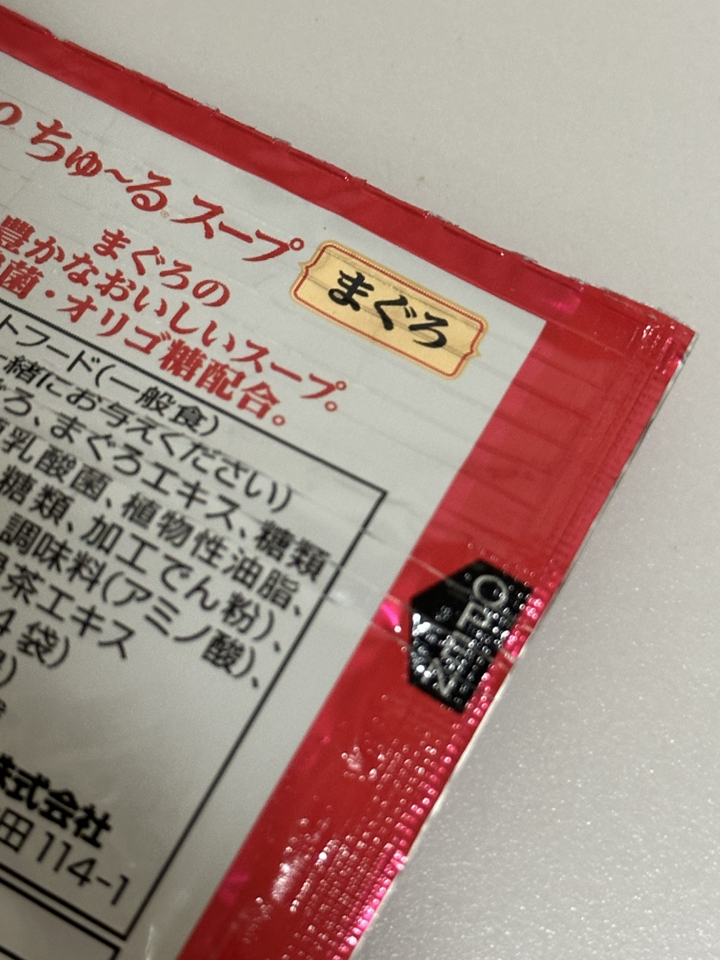 ちゅ~る スープ
まぐろ
まぐろの
豊かなおいしいスープ。
菌・オリゴ糖配合。
トフード(一般食)
一緒にお与えください)
ろ、まぐろエキス、糖類
乳酸菌、植物性油脂、
糖類、加工でん粉)、
調味料(アミノ酸)、
茶エキス
4袋)
株式会社
田114-1
OPEN